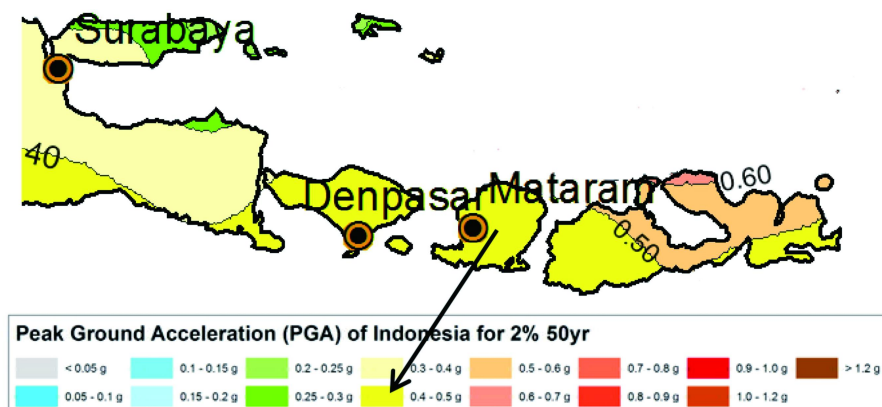 Surabaya
40
Denpasar
Mataram
0.60
0.50
Peak Ground Acceleration (PGA) of Indonesia for 2% 50yr
< 0.05 g 0.1 - 0.15 g 0.2 - 0.25 g 0.3 - 0.4 g 0.5 - 0.6 g 0.7 - 0.8 g 0.9 - 1.0 g > 1.2 g
0.05 - 0.1 g 0.15 - 0.2 g 0.25 - 0.3 g 0.4 - 0.5 g 0.6 - 0.7 g 0.8 - 0.9 g 1.0 - 1.2 g